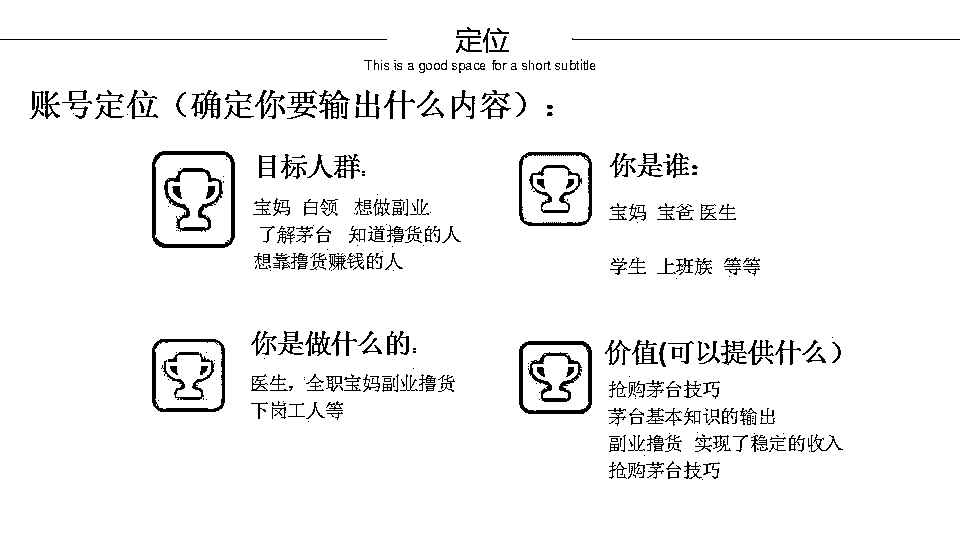 定位
This is a good space for a short subtitle
账号定位（确定你要输出什么内容）：
目标人群：
宝妈 白领 想做副业
了解茅台 知道撸货的人
想靠撸货赚钱的人
你是谁：
宝妈 宝爸 医生
学生 上班族 等等
你是做什么的：
医生，全职宝妈副业撸货
下岗工人等
价值(可以提供什么）
抢购茅台技巧
茅台基本知识的输出
副业撸货 实现了稳定的收入
抢购茅台技巧